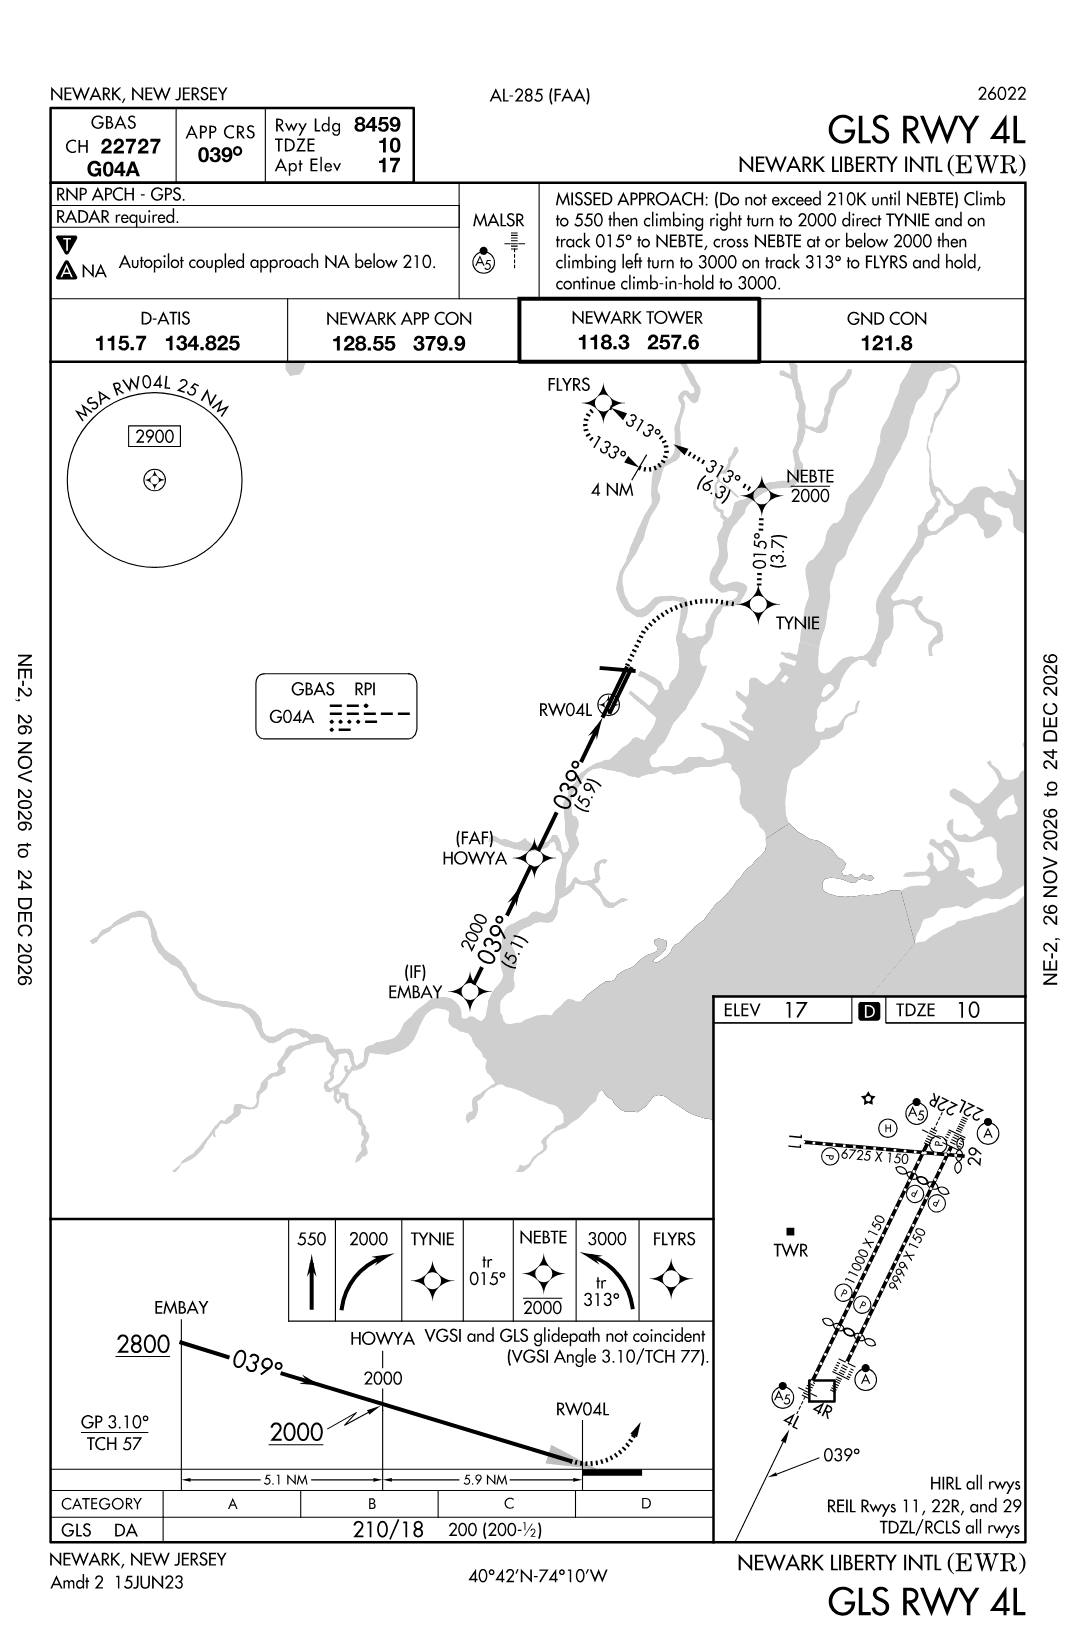 NEWARK, NEW JERSEY
AL-285 (FAA)
26022
GBAS
CH 22727
G04A
APP CRS
039°
Rwy Ldg 8459
TDZE 10
Apt Elev 17
GLS RWY 4L
NEWARK LIBERTY INTL (EWR)
RNP APCH - GPS.
RADAR required.
T
A NA
Autopilot coupled approach NA below 210.
MALSR
A5
MISSED APPROACH: (Do not exceed 210K until NEBTE) Climb
to 550 then climbing right turn to 2000 direct TYNIE and on
track 015° to NEBTE, cross NEBTE at or below 2000 then
climbing left turn to 3000 on track 313° to FLYRS and hold,
continue climb-in-hold to 3000.
D-ATIS
115.7 134.825
NEWARK APP CON
128.55 379.9
NEWARK TOWER
118.3 257.6
GND CON
121.8
MSA RW04L 25 NM
2900
FLYRS
313°
133°
4 NM
313°
(6.3)
NEBTE
2000
015°
(3.7)
TYNIE
GBAS RPI
G04A
RW04L
039°
(5.9)
(FAF)
HOWYA
2000
039°
(5.1)
(IF)
EMBAY
NE-2, 26 NOV 2026 to 24 DEC 2026
NE-2, 26 NOV 2026 to 24 DEC 2026
ELEV 17
D
TDZE 10
A5
22R
22L
A
H
P
11
P
6725 X 150
29
P
P
TWR
11000 X 150
9999 X 150
P
P
A5
A
4L
4R
039°
HIRL all rwys
REIL Rwys 11, 22R, and 29
TDZL/RCLS all rwys
550
2000
TYNIE
tr
015°
NEBTE
2000
3000
tr
313°
FLYRS
EMBAY
2800
039°
HOWYA
2000
2000
VGSI and GLS glidepath not coincident
(VGSI Angle 3.10/TCH 77).
RW04L
GP 3.10°
TCH 57
5.1 NM
5.9 NM
CATEGORY
A
B
C
D
GLS DA
210/18 200 (200-½)
NEWARK, NEW JERSEY
Amdt 2 15JUN23
40°42'N-74°10'W
NEWARK LIBERTY INTL (EWR)
GLS RWY 4L